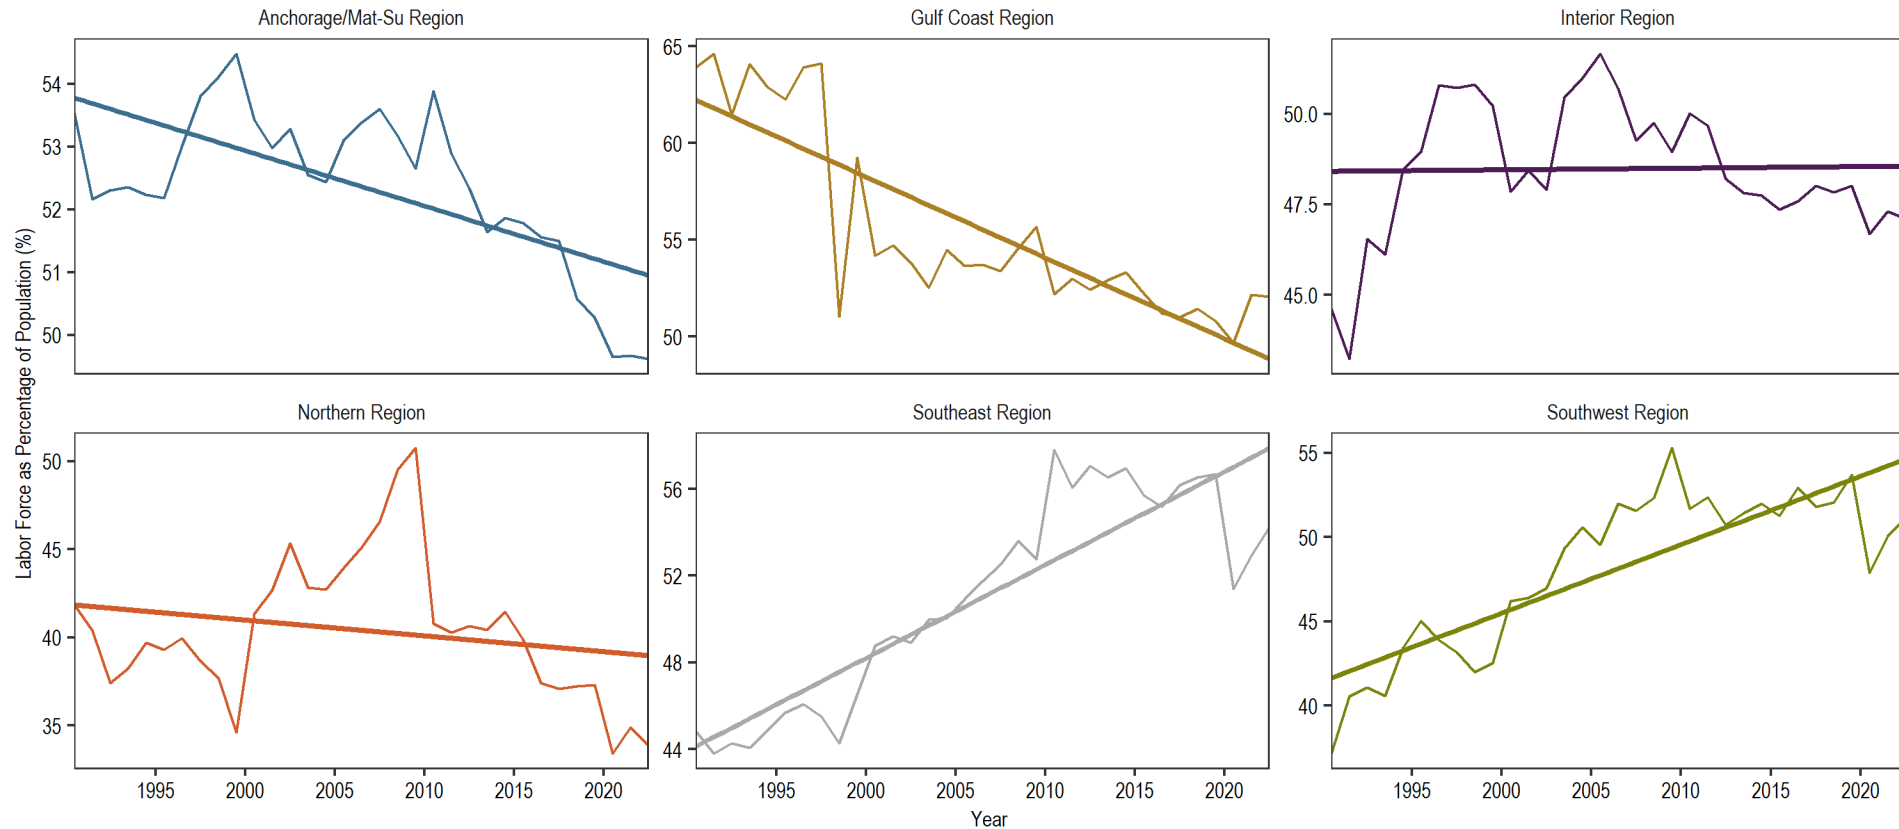 Anchorage/Mat-Su Region
Gulf Coast Region
Interior Region
54
53
52
51
50
65
60
55
50
50.0
47.5
45.0
Labor Force as Percentage of Population (%)
Northern Region
Southeast Region
Southwest Region
50
45
40
35
56
52
48
44
55
50
45
40
1995 2000 2005 2010 2015 2020
1995 2000 2005 2010 2015 2020
1995 2000 2005 2010 2015 2020
Year